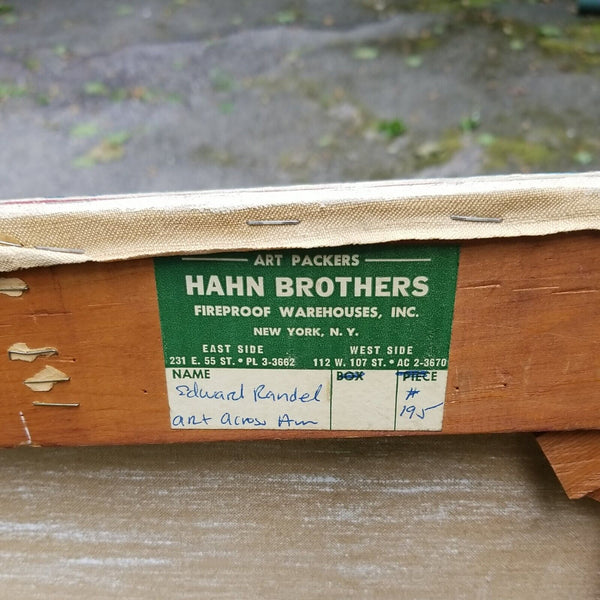 ART PACKERS
HAHN BROTHERS
FIREPROOF WAREHOUSES, INC.
NEW YORK, N. Y.
EAST SIDE WEST SIDE
231 E. 55 ST. • PL 3-3662 112 W. 107 ST. • AC 2-3670
NAME BOX PIECE
Edward Randel #
art across Am 195